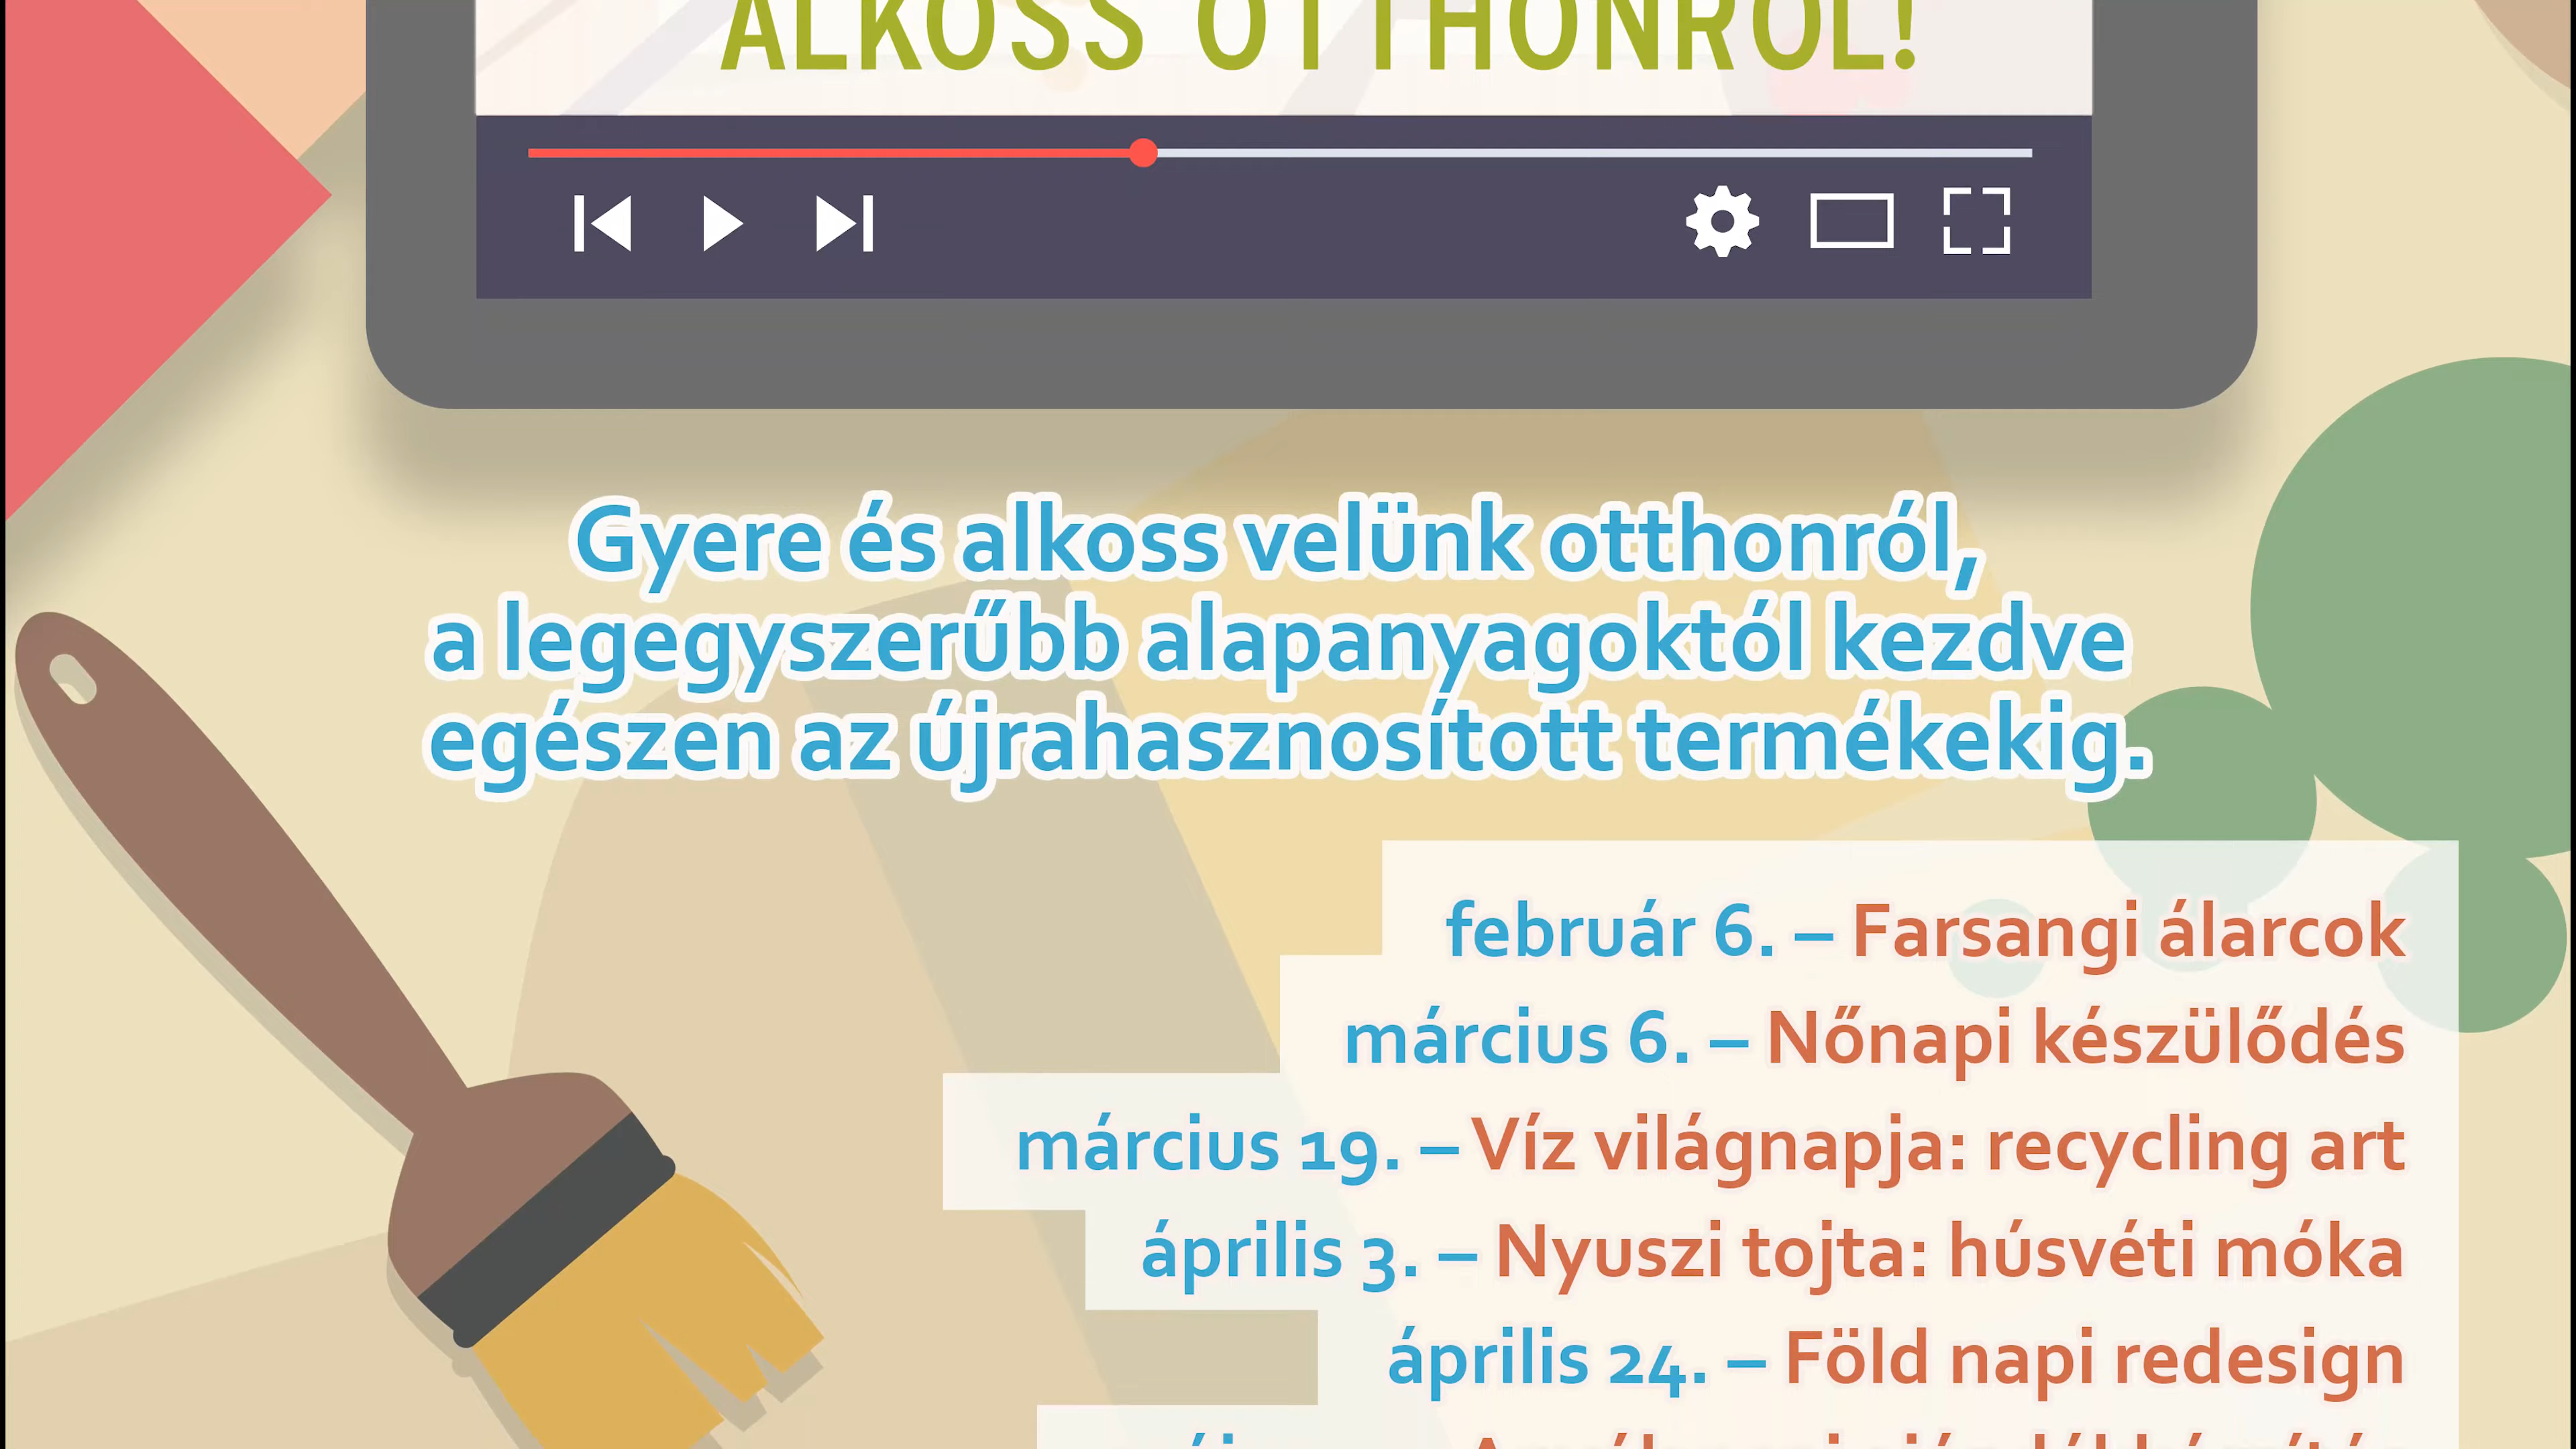 ALKOSS OTTHONRÓL!
Gyere és alkoss velünk otthonról,
a legegyszerűbb alapanyagoktól kezdve
egészen az újrahasznosított termékekig.
február 6. – Farsangi álarcok
március 6. – Nőnapi készülődés
március 19. – Víz világnapja: recycling art
április 3. – Nyuszi tojta: húsvéti móka
április 24. – Föld napi redesign